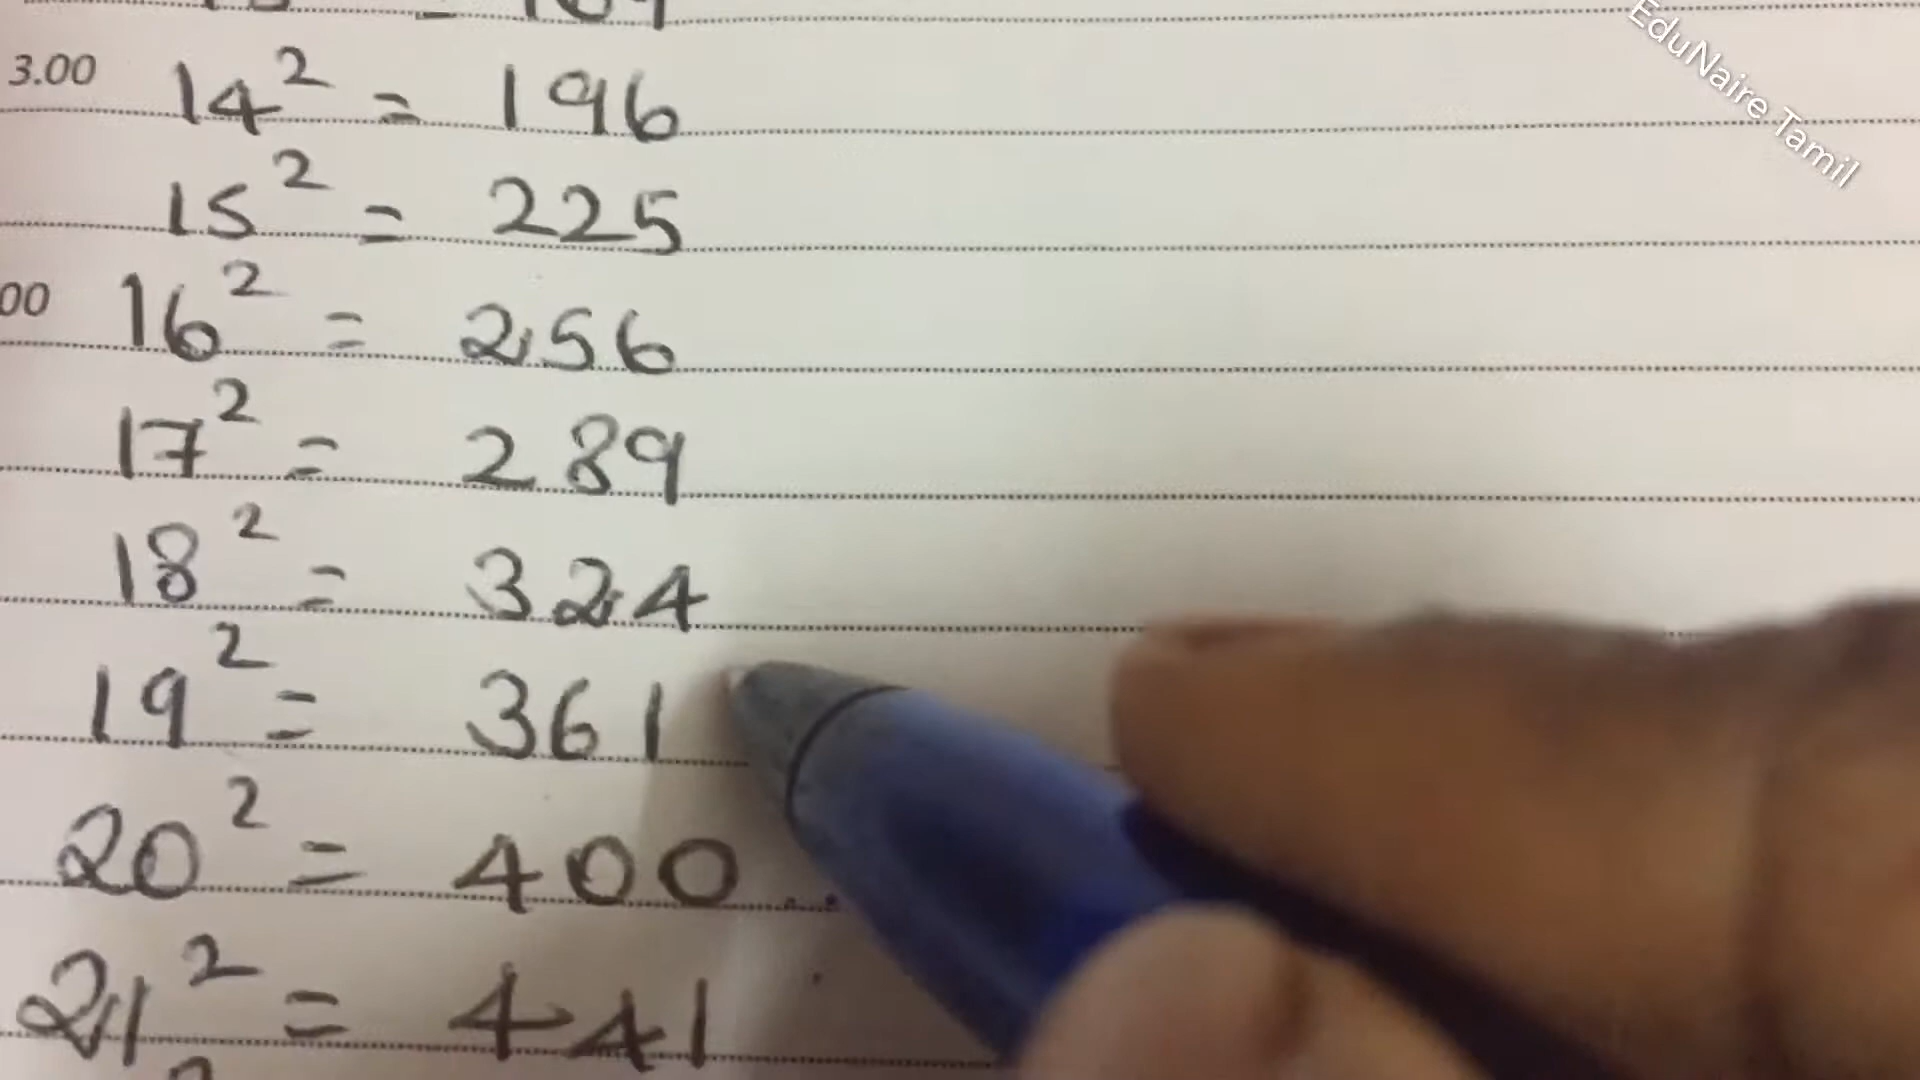 EduNaire Tamil
3.00
14² = 196
15² = 225
00
16² = 256
17² = 289
18² = 324
19² = 361
20² = 400
21² = 441